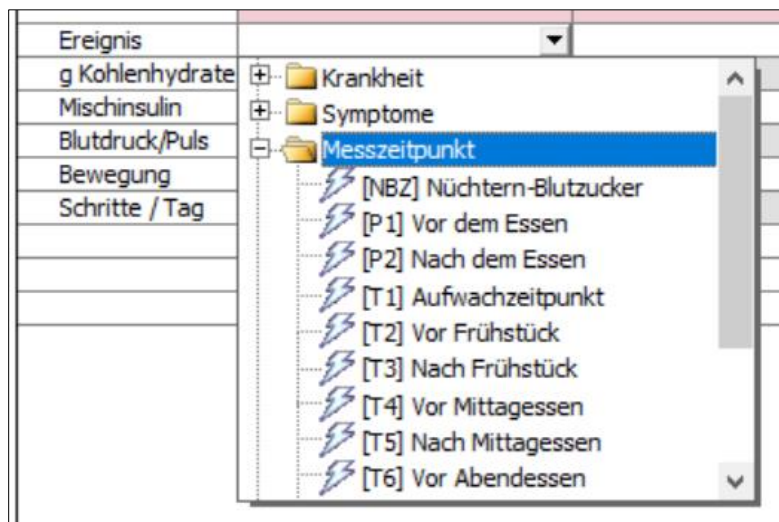 Ereignis
g Kohlenhydrate
Krankheit
Mischinsulin
Symptome
Blutdruck/Puls
Messzeitpunkt
Bewegung
[NBZ] Nüchtern-Blutzucker
Schritte / Tag
[P1] Vor dem Essen
[P2] Nach dem Essen
[T1] Aufwachzeitpunkt
[T2] Vor Frühstück
[T3] Nach Frühstück
[T4] Vor Mittagessen
[T5] Nach Mittagessen
[T6] Vor Abendessen